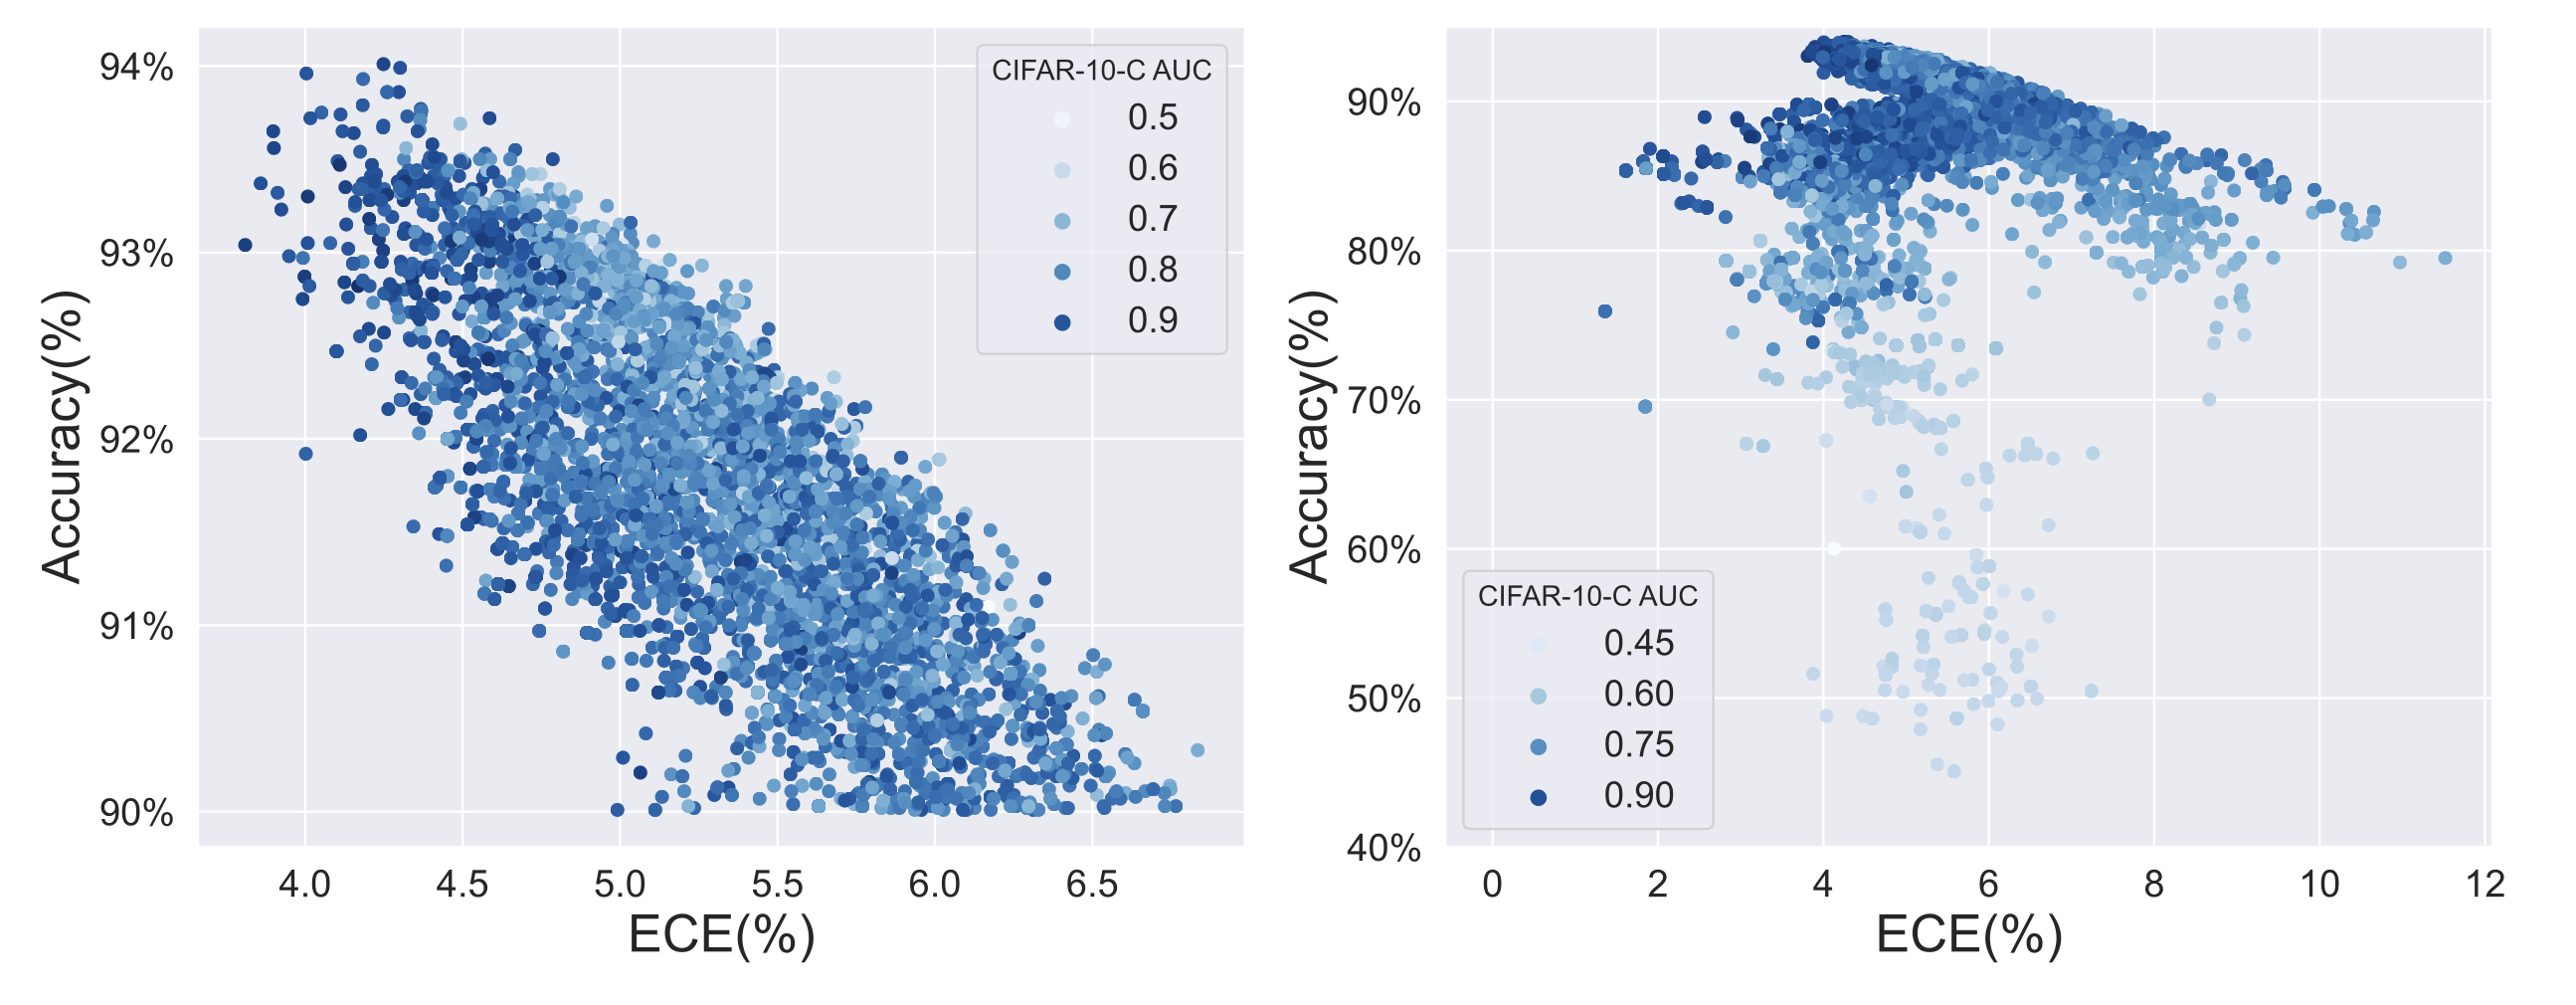 94%
93%
92%
91%
90%
Accuracy(%)
4.0 4.5 5.0 5.5 6.0 6.5
ECE(%)
CIFAR-10-C AUC
0.5
0.6
0.7
0.8
0.9
90%
80%
70%
60%
50%
40%
Accuracy(%)
0 2 4 6 8 10 12
ECE(%)
CIFAR-10-C AUC
0.45
0.60
0.75
0.90